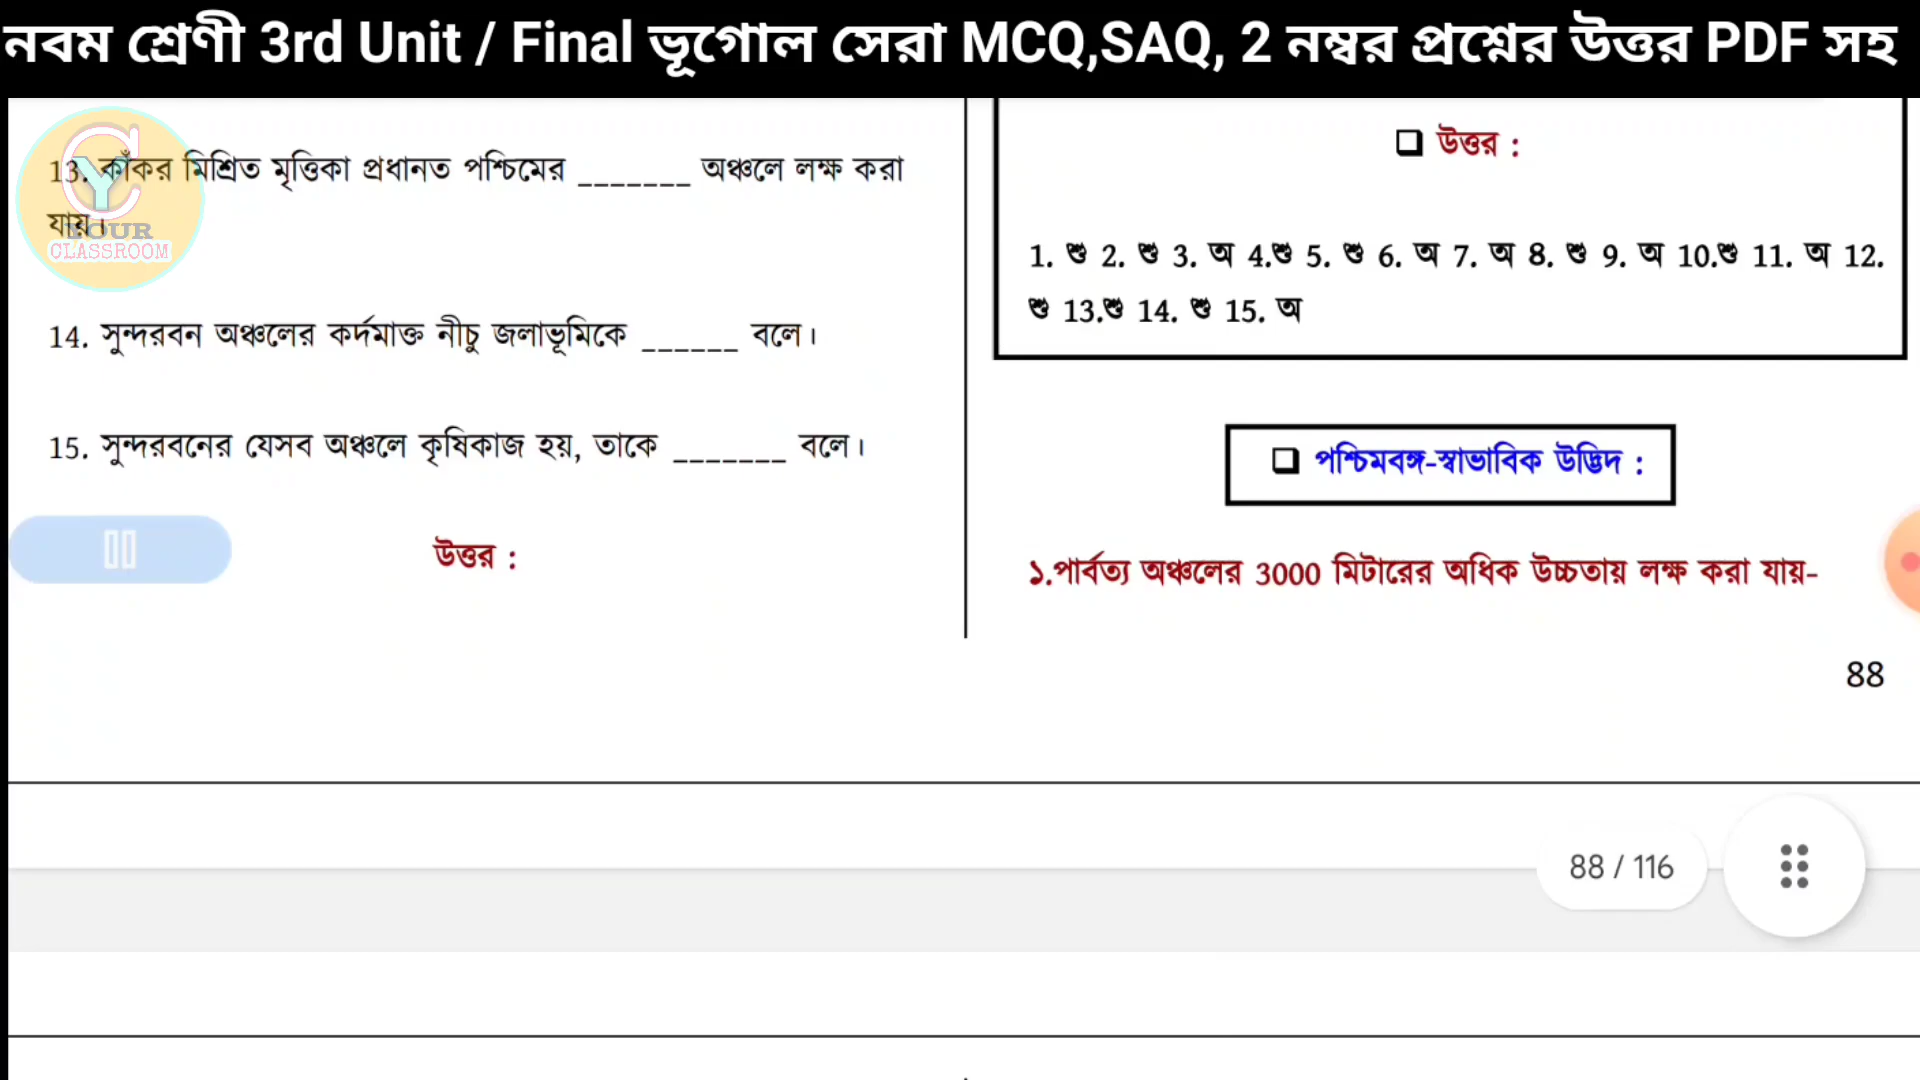 নবম শ্রেণী 3rd Unit / Final ভূগোল সেরা MCQ,SAQ, 2 নম্বর প্রশ্নের উত্তর PDF সহ
13. কাঁকর মিশ্রিত মৃত্তিকা প্রধানত পশ্চিমের _______ অঞ্চলে লক্ষ করা
যায়।
CY
YOUR
CLASSROOM
14. সুন্দরবন অঞ্চলের কর্দমাক্ত নীচু জলাভূমিকে ______ বলে।
15. সুন্দরবনের যেসব অঞ্চলে কৃষিকাজ হয়, তাকে _______ বলে।
উত্তর :
❑ উত্তর :
1. শু 2. শু 3. অ 4.শু 5. শু 6. অ 7. অ 8. শু 9. অ 10.শু 11. অ 12.
শু 13.শু 14. শু 15. অ
❑ পশ্চিমবঙ্গ-স্বাভাবিক উদ্ভিদ :
১.পার্বত্য অঞ্চলের 3000 মিটারের অধিক উচ্চতায় লক্ষ করা যায়-
88
88 / 116